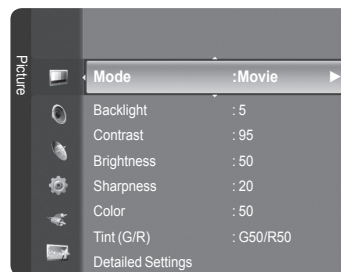 Picture
Mode :Movie
Backlight : 5
Contrast : 95
Brightness : 50
Sharpness : 20
Color : 50
Tint (G/R) : G50/R50
Detailed Settings